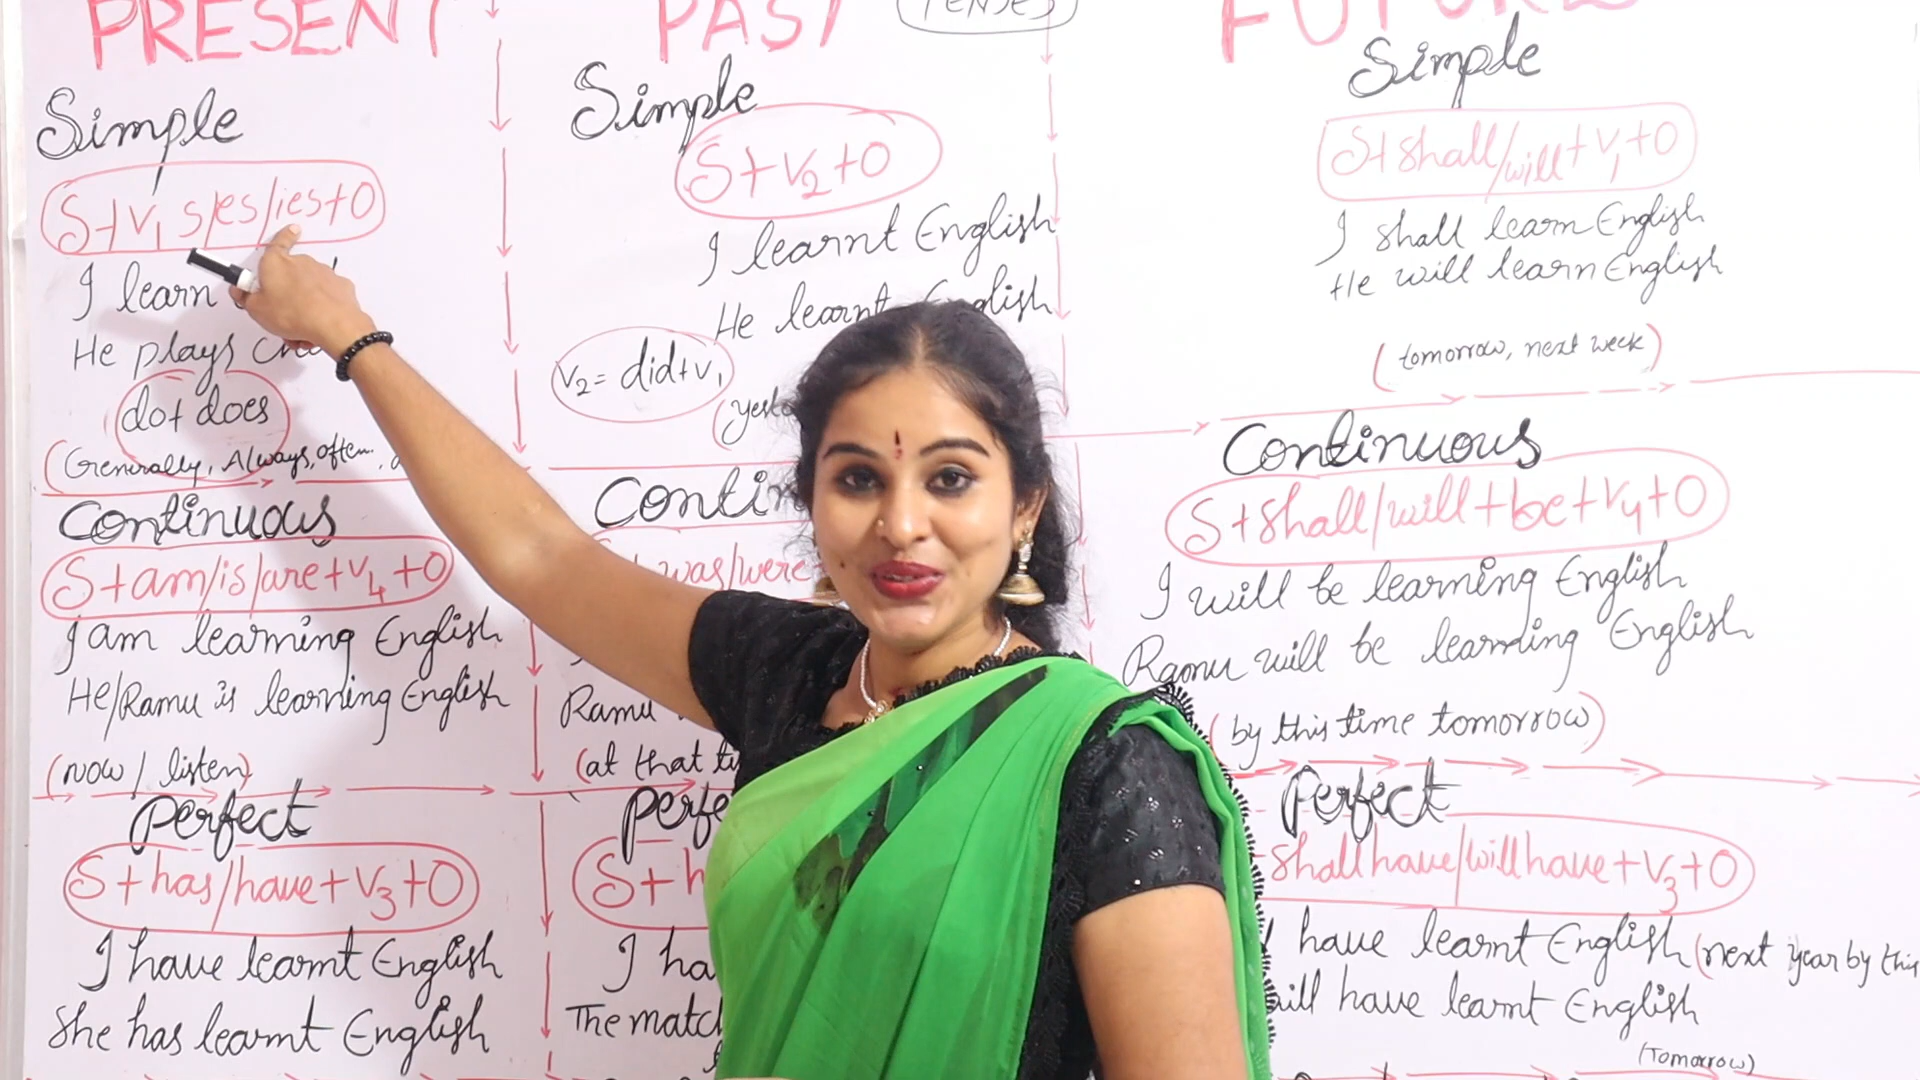 PRESENT
Simple
S+V1 s/es/ies+O
I learn
He plays
do+does
(Generally, Always, often..
Continuous
S+am/is/are+V4+O
I am learning English
He/Ramu is learning English
(now / listen)
Perfect
S+has/have+V3+O
I have learnt English
She has learnt English
PAST
TENSES
Simple
S+V2+O
I learnt English
He learnt English
V2= did+V1
Contin
was/were
Ramu
(at that
Perfe
S+h
I ha
The match
FUTURE
Simple
S+shall/will+V1+O
I shall learn English
He will learn English
(tomorrow, next week)
Continuous
S+shall/will+be+V4+O
I will be learning English
Ramu will be learning English
(by this time tomorrow)
Perfect
shall have/will have+V3+O
have learnt English (next year by this
will have learnt English
(Tomorrow)